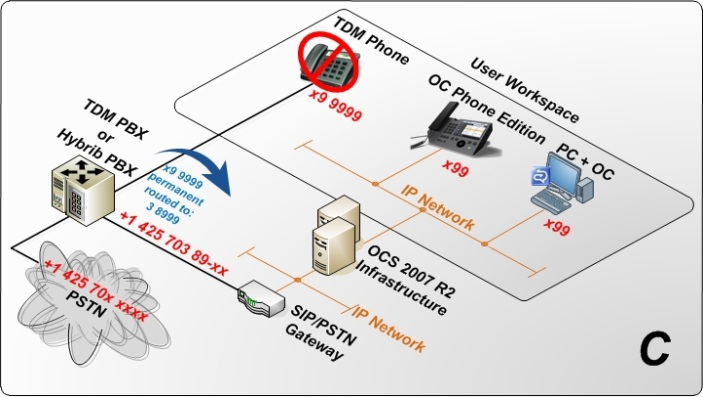 TDM Phone
x9 9999
User Workspace
OC Phone Edition
x99
PC + OC
x99
IP Network
TDM PBX
or
Hybrib PBX
x9 9999
permanent
routed to:
3 8999
+1 425 703 89-xx
+1 425 70x xxxx
PSTN
OCS 2007 R2
Infrastructure
SIP/PSTN
Gateway
IP Network
C